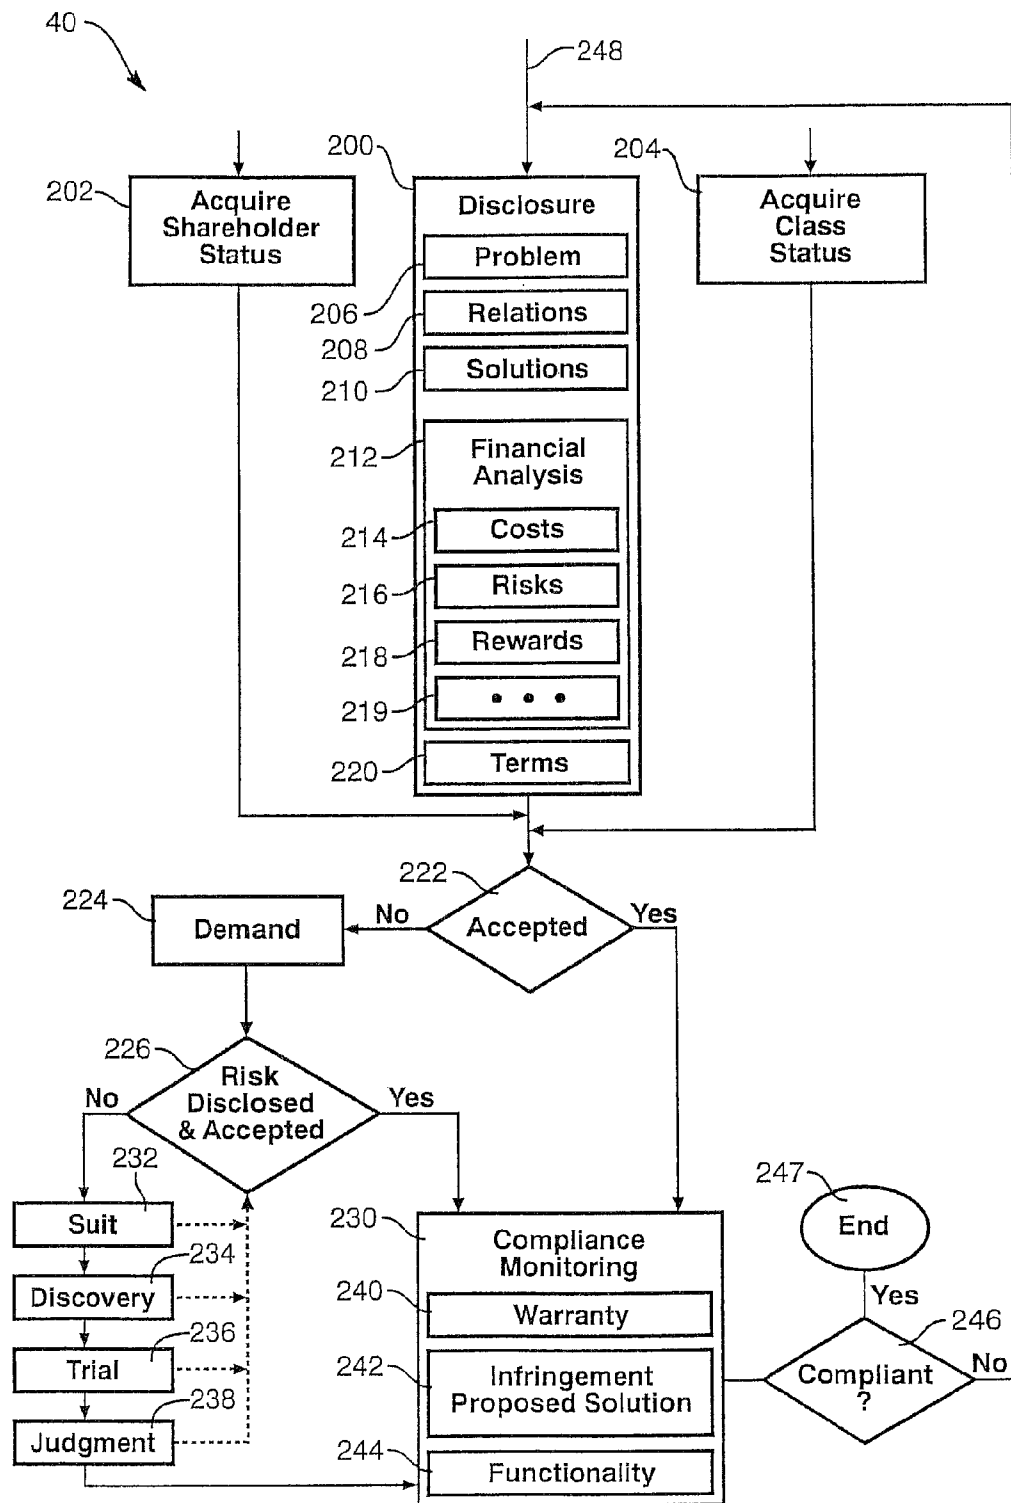 40
248
200
204
202
Acquire
Shareholder
Status
Disclosure
Acquire
Class
Status
Problem
206
Relations
208
Solutions
210
212
Financial
Analysis
214
Costs
216
Risks
218
Rewards
219
• • •
220
Terms
222
224
No
Accepted
Yes
Demand
226
Risk
Disclosed
& Accepted
No
Yes
232
Suit
234
Discovery
236
Trial
238
Judgment
230
Compliance
Monitoring
240
Warranty
242
Infringement
Proposed Solution
244
Functionality
247
End
Yes
246
Compliant
?
No